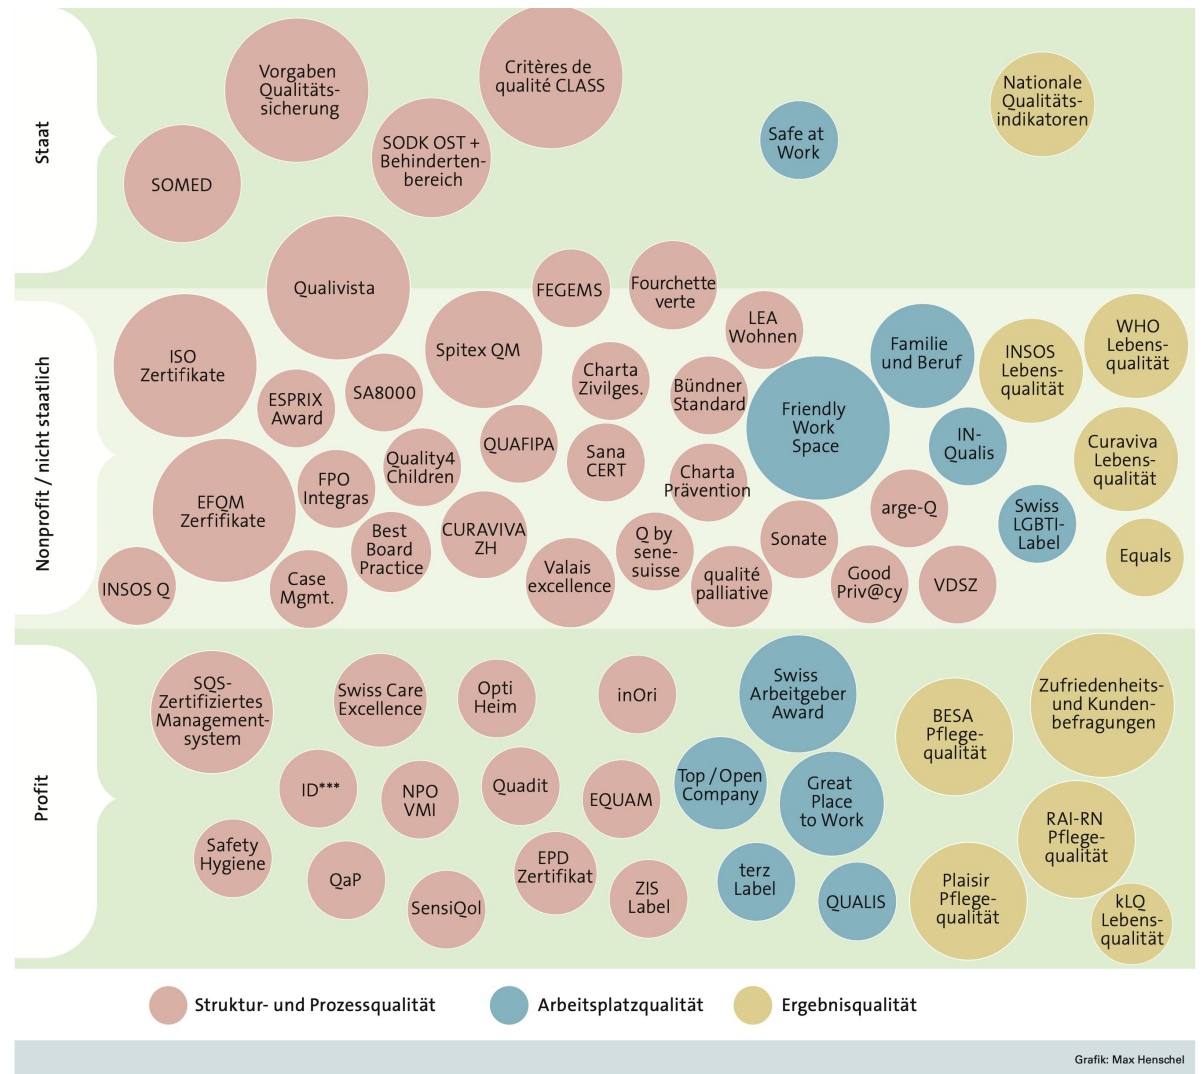 Staat
Vorgaben
Qualitäts-
sicherung
Critères de
qualité CLASS
SODK OST +
Behinderten-
bereich
SOMED
Safe at
Work
Nationale
Qualitäts-
indikatoren
Nonprofit / nicht staatlich
Qualivista
FEGEMS
Fourchette
verte
LEA
Wohnen
ISO
Zertifikate
Spitex QM
ESPRIX
Award
SA8000
Charta
Zivilges.
Bündner
Standard
Familie
und Beruf
INSOS
Lebens-
qualität
WHO
Lebens-
qualität
Friendly
Work
Space
QUAFIPA
Quality4
Children
Sana
CERT
Charta
Prävention
IN-
Qualis
Curaviva
Lebens-
qualität
EFQM
Zerfifikate
FPO
Integras
Best
Board
Practice
CURAVIVA
ZH
Q by
sene-
suisse
Sonate
arge-Q
Swiss
LGBTI-
Label
Equals
INSOS Q
Case
Mgmt.
Valais
excellence
qualité
palliative
Good
Priv@cy
VDSZ
Profit
SQS-
Zertifiziertes
Management-
system
Swiss Care
Excellence
Opti
Heim
inOri
Swiss
Arbeitgeber
Award
BESA
Pflege-
qualität
Zufriedenheits-
und Kunden-
befragungen
ID***
NPO
VMI
Quadit
EQUAM
Top / Open
Company
Great
Place
to Work
RAI-RN
Pflege-
qualität
Safety
Hygiene
QaP
SensiQol
EPD
Zertifikat
ZIS
Label
terz
Label
QUALIS
Plaisir
Pflege-
qualität
kLQ
Lebens-
qualität
Struktur- und Prozessqualität
Arbeitsplatzqualität
Ergebnisqualität
Grafik: Max Henschel